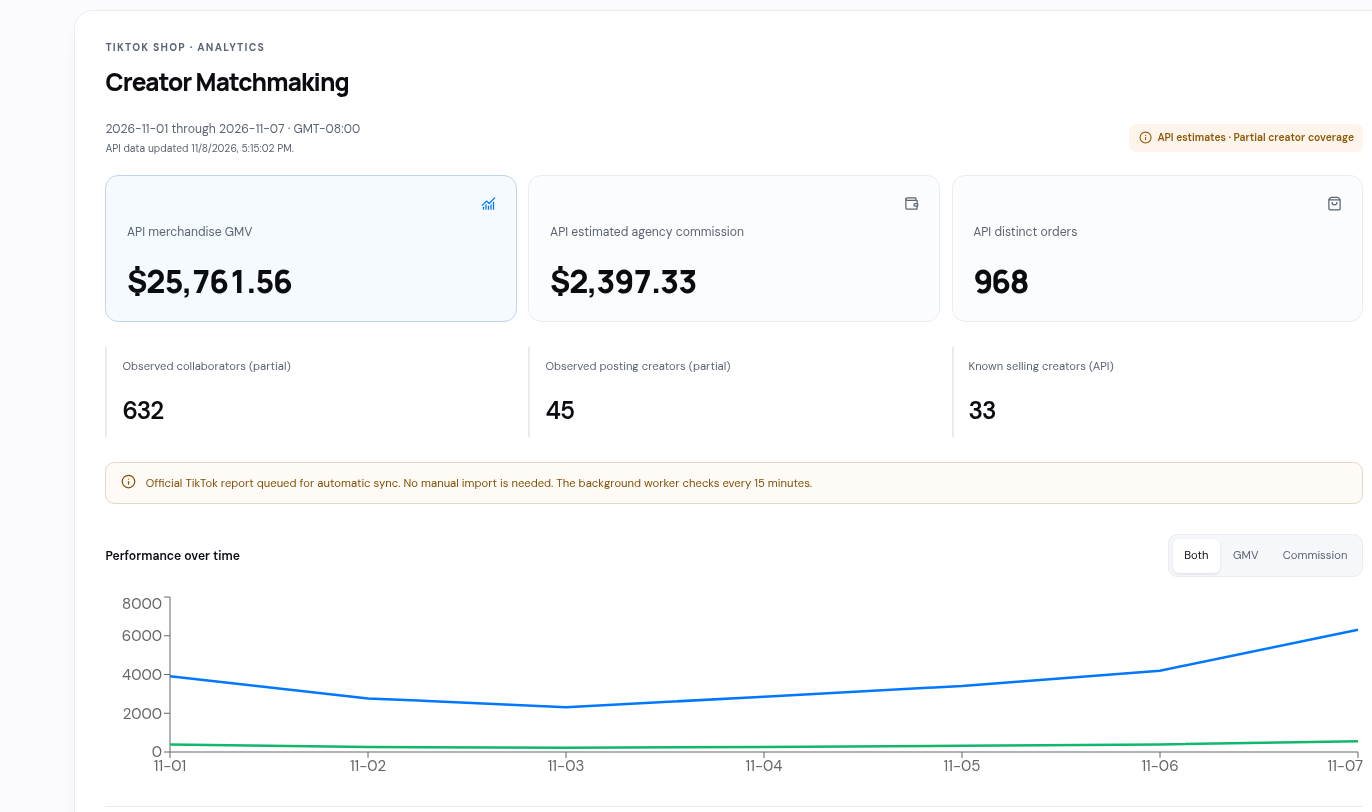 TIKTOK SHOP · ANALYTICS
Creator Matchmaking
2026-11-01 through 2026-11-07 · GMT-08:00
API data updated 11/8/2026, 5:15:02 PM.
API estimates · Partial creator coverage
API merchandise GMV
$25,761.56
API estimated agency commission
$2,397.33
API distinct orders
968
Observed collaborators (partial)
632
Observed posting creators (partial)
45
Known selling creators (API)
33
Official TikTok report queued for automatic sync. No manual import is needed. The background worker checks every 15 minutes.
Performance over time
Both
GMV
Commission
8000
6000
4000
2000
0
11-01
11-02
11-03
11-04
11-05
11-06
11-07